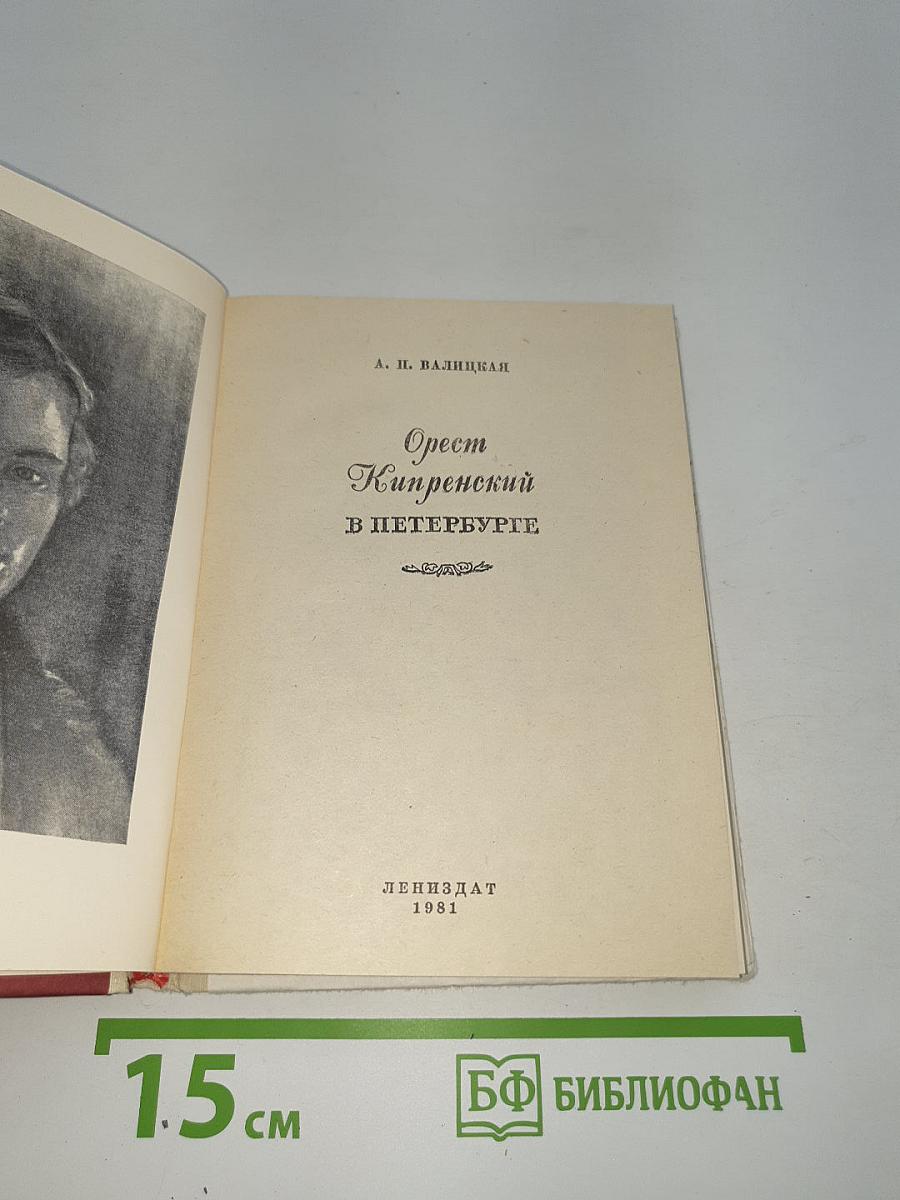 А. П. ВАЛИЦКАЯ
Орест
Кипренский
В ПЕТЕРБУРГЕ
ЛЕНИЗДАТ
1981
15 см
БФ БИБЛИОФАН